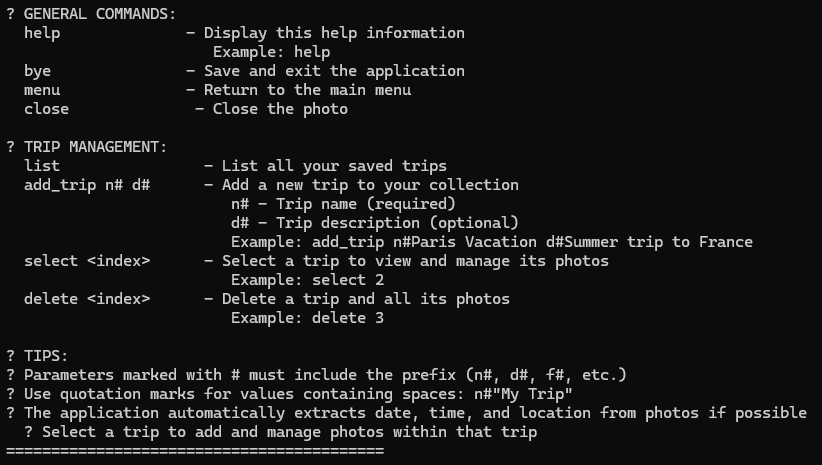 ? GENERAL COMMANDS:
  help              – Display this help information
                       Example: help
  bye               – Save and exit the application
  menu              – Return to the main menu
  close              – Close the photo

? TRIP MANAGEMENT:
  list                – List all your saved trips
  add_trip n# d#      – Add a new trip to your collection
                         n# – Trip name (required)
                         d# – Trip description (optional)
                         Example: add_trip n#Paris Vacation d#Summer trip to France
  select <index>      – Select a trip to view and manage its photos
                         Example: select 2
  delete <index>      – Delete a trip and all its photos
                         Example: delete 3

? TIPS:
? Parameters marked with # must include the prefix (n#, d#, f#, etc.)
? Use quotation marks for values containing spaces: n#"My Trip"
? The application automatically extracts date, time, and location from photos if possible
  ? Select a trip to add and manage photos within that trip
==========================================